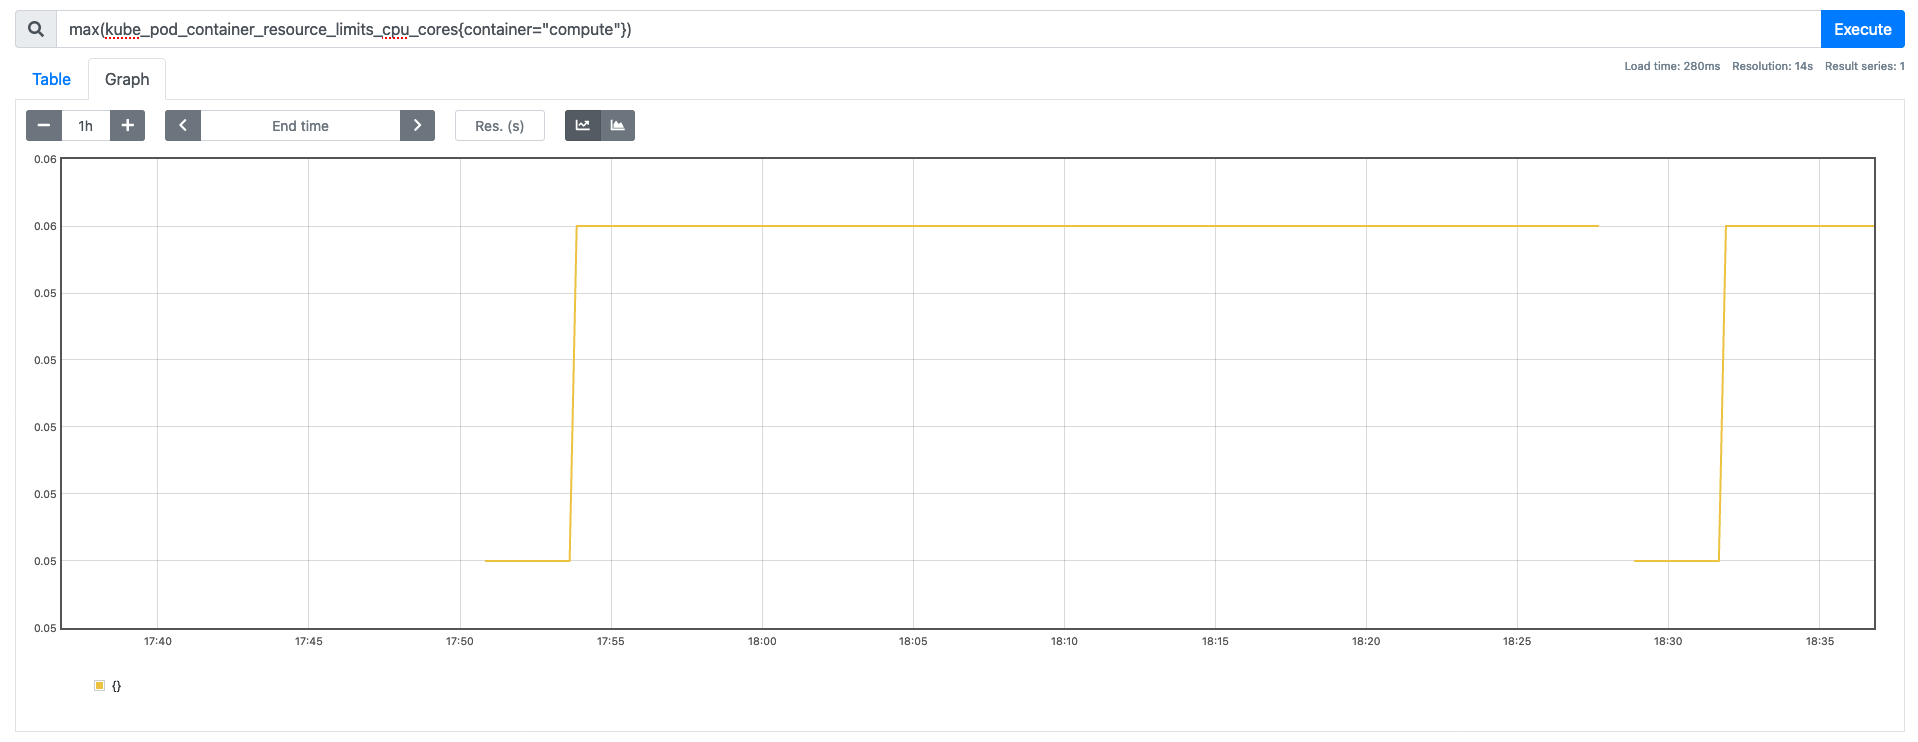 max(kube_pod_container_resource_limits_cpu_cores{container="compute"})
Execute
Table
Graph
Load time: 280ms Resolution: 14s Result series: 1
1h
End time
Res. (s)
0.06
0.06
0.05
0.05
0.05
0.05
0.05
0.05
17:40 17:45 17:50 17:55 18:00 18:05 18:10 18:15 18:20 18:25 18:30 18:35
{}